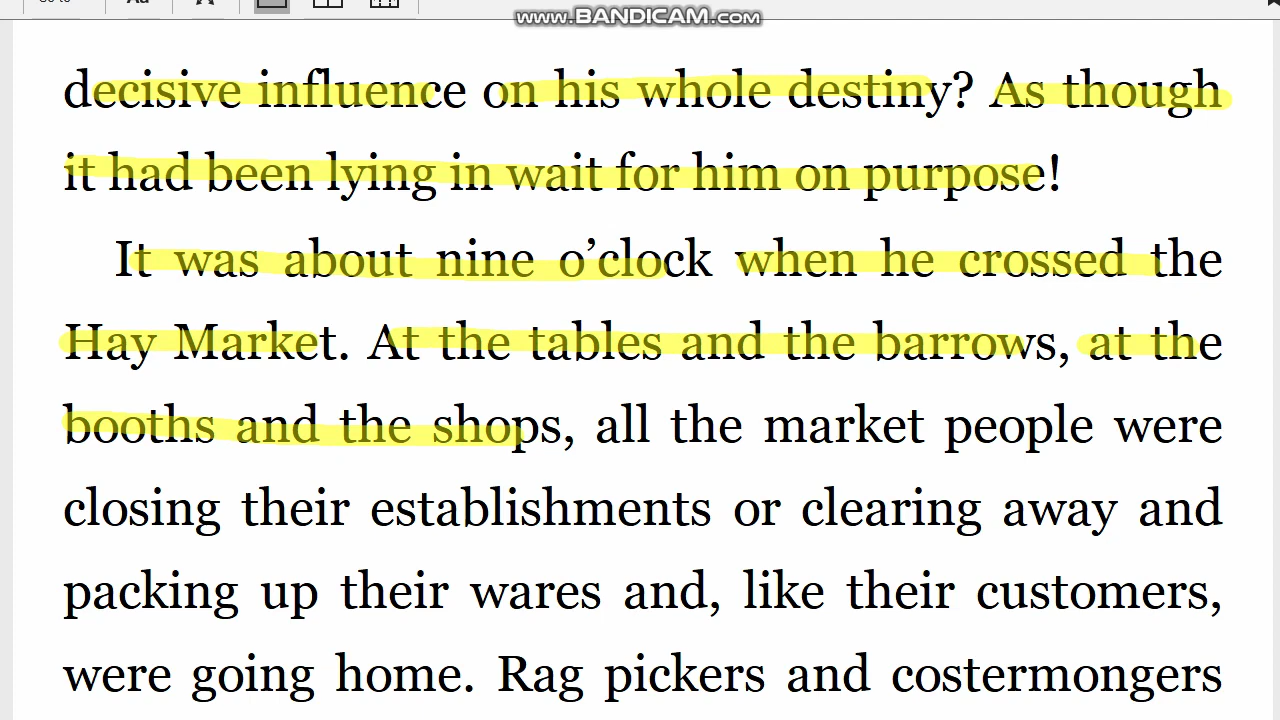 Aa
www.BANDICAM.com
decisive influence on his whole destiny? As though
it had been lying in wait for him on purpose!
It was about nine o’clock when he crossed the
Hay Market. At the tables and the barrows, at the
booths and the shops, all the market people were
closing their establishments or clearing away and
packing up their wares and, like their customers,
were going home. Rag pickers and costermongers